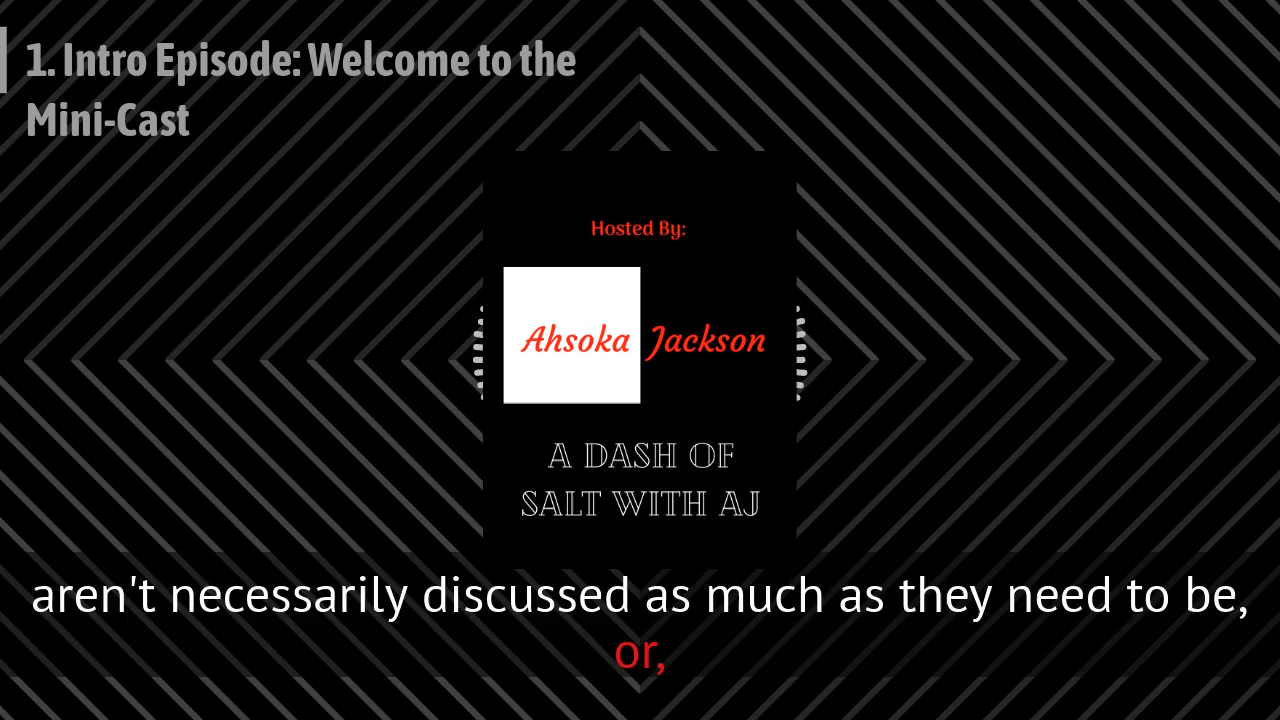 1. Intro Episode: Welcome to the
Mini-Cast
Hosted By:
Ahsoka Jackson
A DASH OF
SALT WITH AJ
aren't necessarily discussed as much as they need to be,
or,